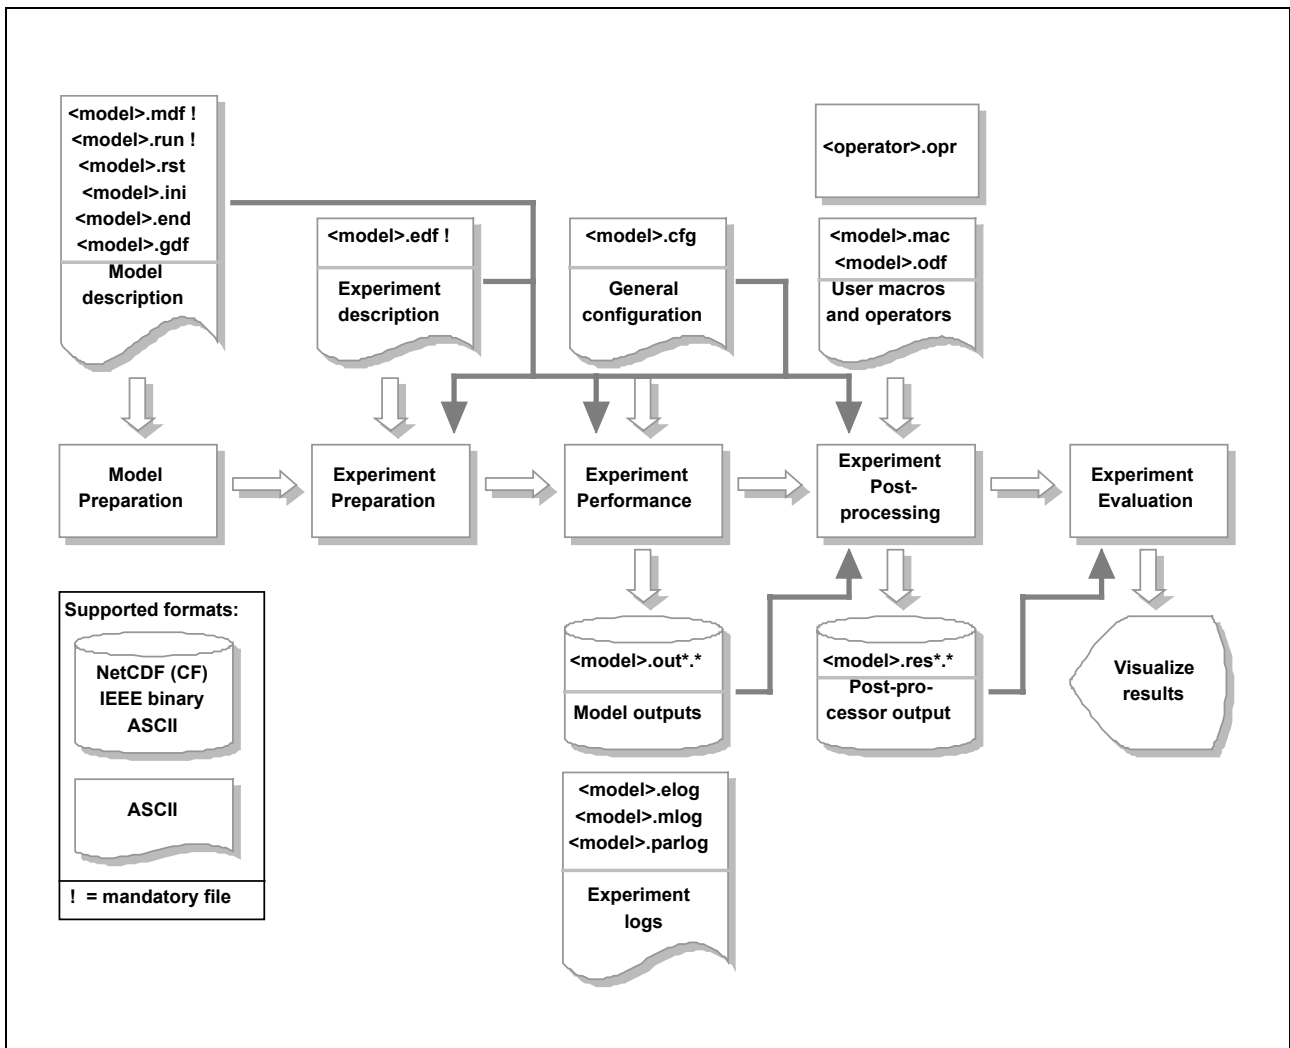 <model>.mdf !
<model>.run !
<model>.rst
<model>.ini
<model>.end
<model>.gdf
Model
description
<model>.edf !
Experiment
description
<model>.cfg
General
configuration
<operator>.opr
<model>.mac
<model>.odf
User macros
and operators
Model
Preparation
Experiment
Preparation
Experiment
Performance
Experiment
Post-
processing
Experiment
Evaluation
Supported formats:
NetCDF (CF)
IEEE binary
ASCII
ASCII
! = mandatory file
<model>.out*.*
Model outputs
<model>.res*.*
Post-pro-
cessor output
Visualize
results
<model>.elog
<model>.mlog
<model>.parlog
Experiment
logs